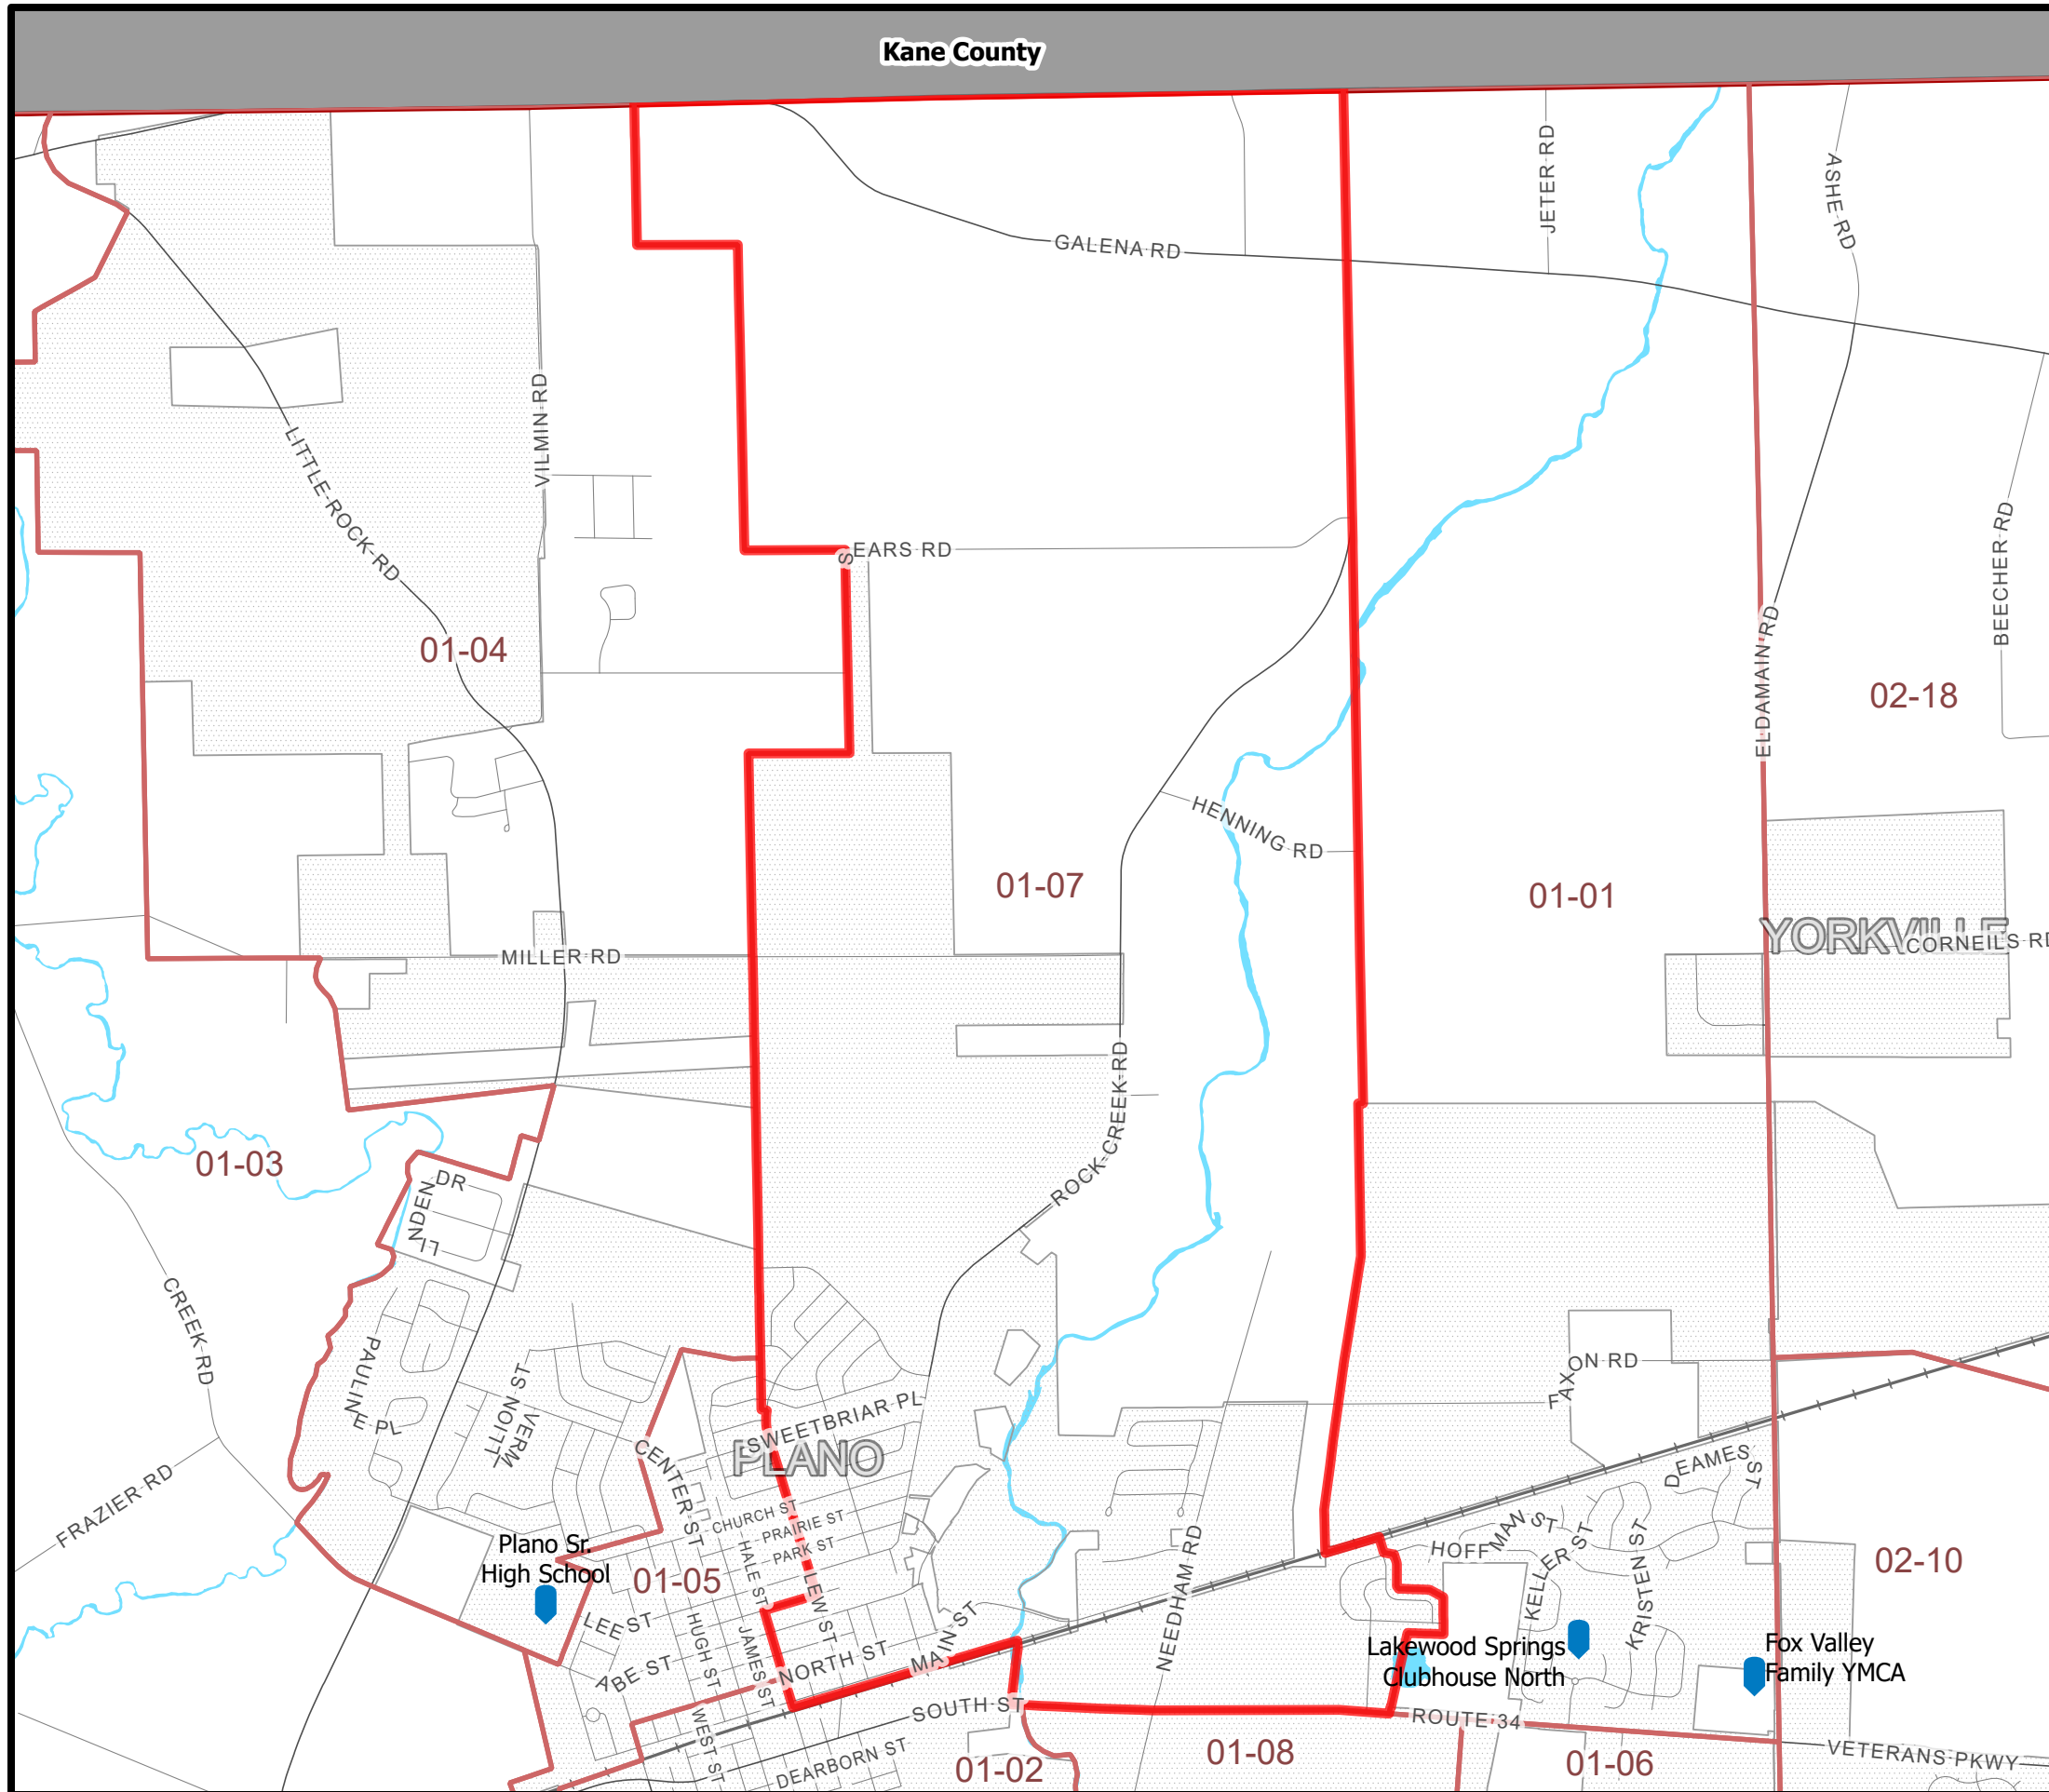 Kane County
JETER RD
ASHE RD
GALENA RD
VILMIN RD
LITTLE ROCK RD
SEARS RD
BEECHER RD
ELDAMAIN RD
01-04
02-18
HENNING RD
01-07
01-01
YORKVILLE
CORNEILS RD
MILLER RD
ROCK CREEK RD
01-03
LINDEN DR
CREEK RD
PAULINE PL
VERMITTION ST
FAXON RD
SWEETBRIAR PL
PLANO
CENTER ST
DEAMES ST
FRAZIER RD
CHURCH ST
PRAIRIE ST
PARK ST
HOFFMAN ST
KELLER ST
KRISTEN ST
NEEDHAM RD
Plano Sr.
High School
01-05
HALE ST
LEW ST
02-10
LEE ST
HUGH ST
JAMES ST
MAIN ST
NORTH ST
ABE ST
Lakewood Springs
Clubhouse North
Fox Valley
Family YMCA
SOUTH ST
WEST ST
ROUTE 34
DEARBORN ST
01-02
01-08
01-06
VETERANS PKWY